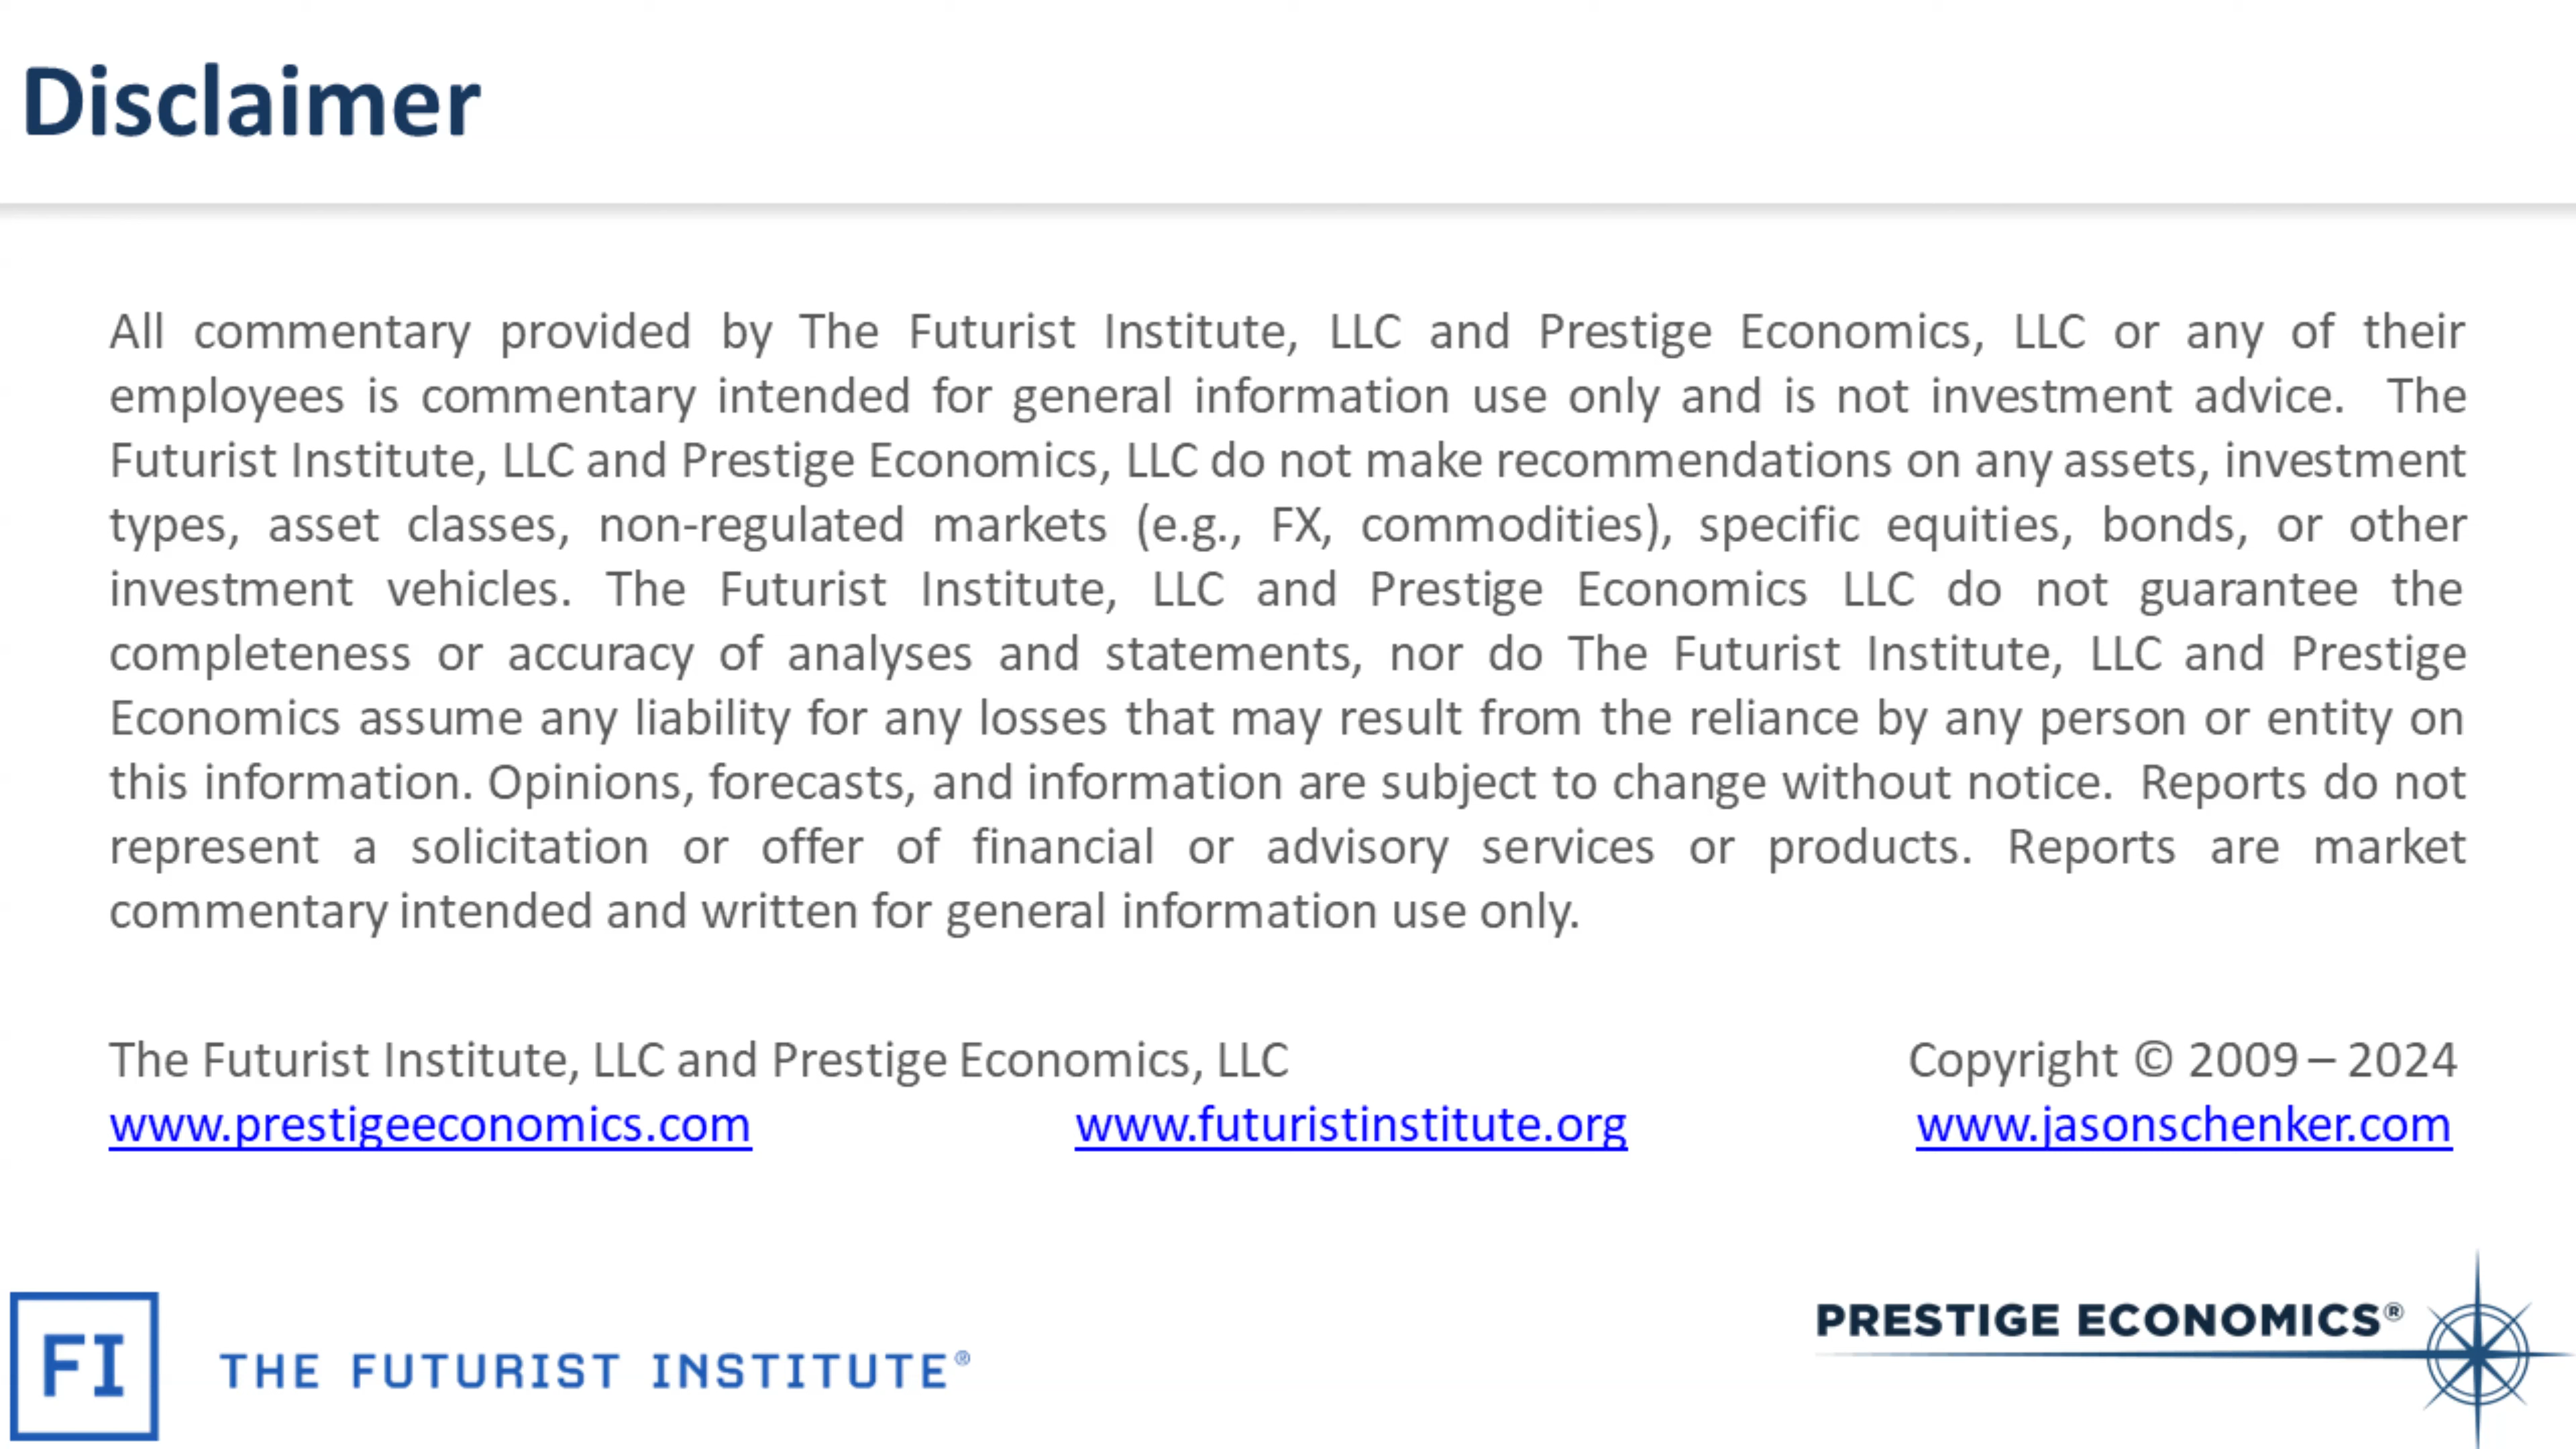 Disclaimer
All commentary provided by The Futurist Institute, LLC and Prestige Economics, LLC or any of their
employees is commentary intended for general information use only and is not investment advice. The
Futurist Institute, LLC and Prestige Economics, LLC do not make recommendations on any assets, investment
types, asset classes, non-regulated markets (e.g., FX, commodities), specific equities, bonds, or other
investment vehicles. The Futurist Institute, LLC and Prestige Economics LLC do not guarantee the
completeness or accuracy of analyses and statements, nor do The Futurist Institute, LLC and Prestige
Economics assume any liability for any losses that may result from the reliance by any person or entity on
this information. Opinions, forecasts, and information are subject to change without notice. Reports do not
represent a solicitation or offer of financial or advisory services or products. Reports are market
commentary intended and written for general information use only.
The Futurist Institute, LLC and Prestige Economics, LLC Copyright © 2009 – 2024
www.prestigeeconomics.com www.futuristinstitute.org www.jasonschenker.com
FI THE FUTURIST INSTITUTE®
PRESTIGE ECONOMICS®